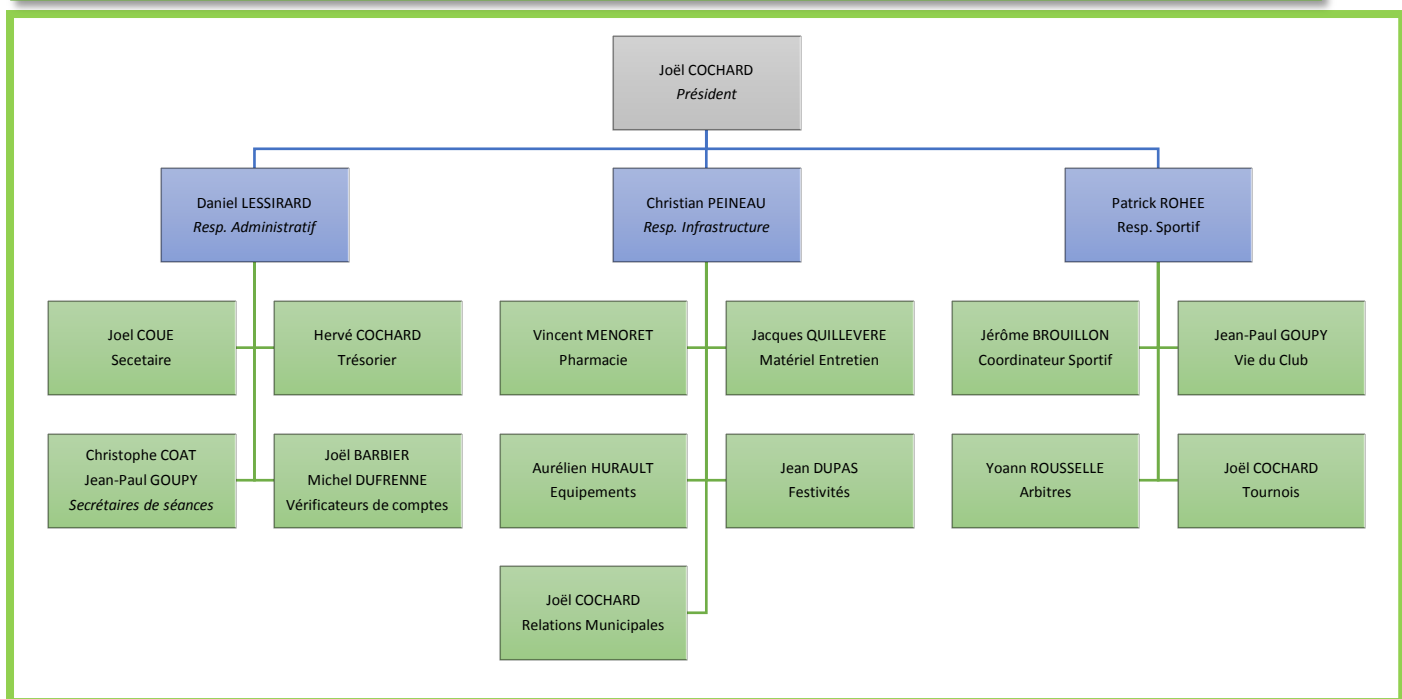 Joël COCHARD
Président
Daniel LESSIRARD
Resp. Administratif
Christian PEINEAU
Resp. Infrastructure
Patrick ROHEE
Resp. Sportif
Joel COUE
Secetaire
Hervé COCHARD
Trésorier
Vincent MENORET
Pharmacie
Jacques QUILLEVERE
Matériel Entretien
Jérôme BROUILLON
Coordinateur Sportif
Jean-Paul GOUPY
Vie du Club
Christophe COAT
Jean-Paul GOUPY
Secrétaires de séances
Joël BARBIER
Michel DUFRENNE
Vérificateurs de comptes
Aurélien HURAULT
Equipements
Jean DUPAS
Festivités
Yoann ROUSSELLE
Arbitres
Joël COCHARD
Tournois
Joël COCHARD
Relations Municipales